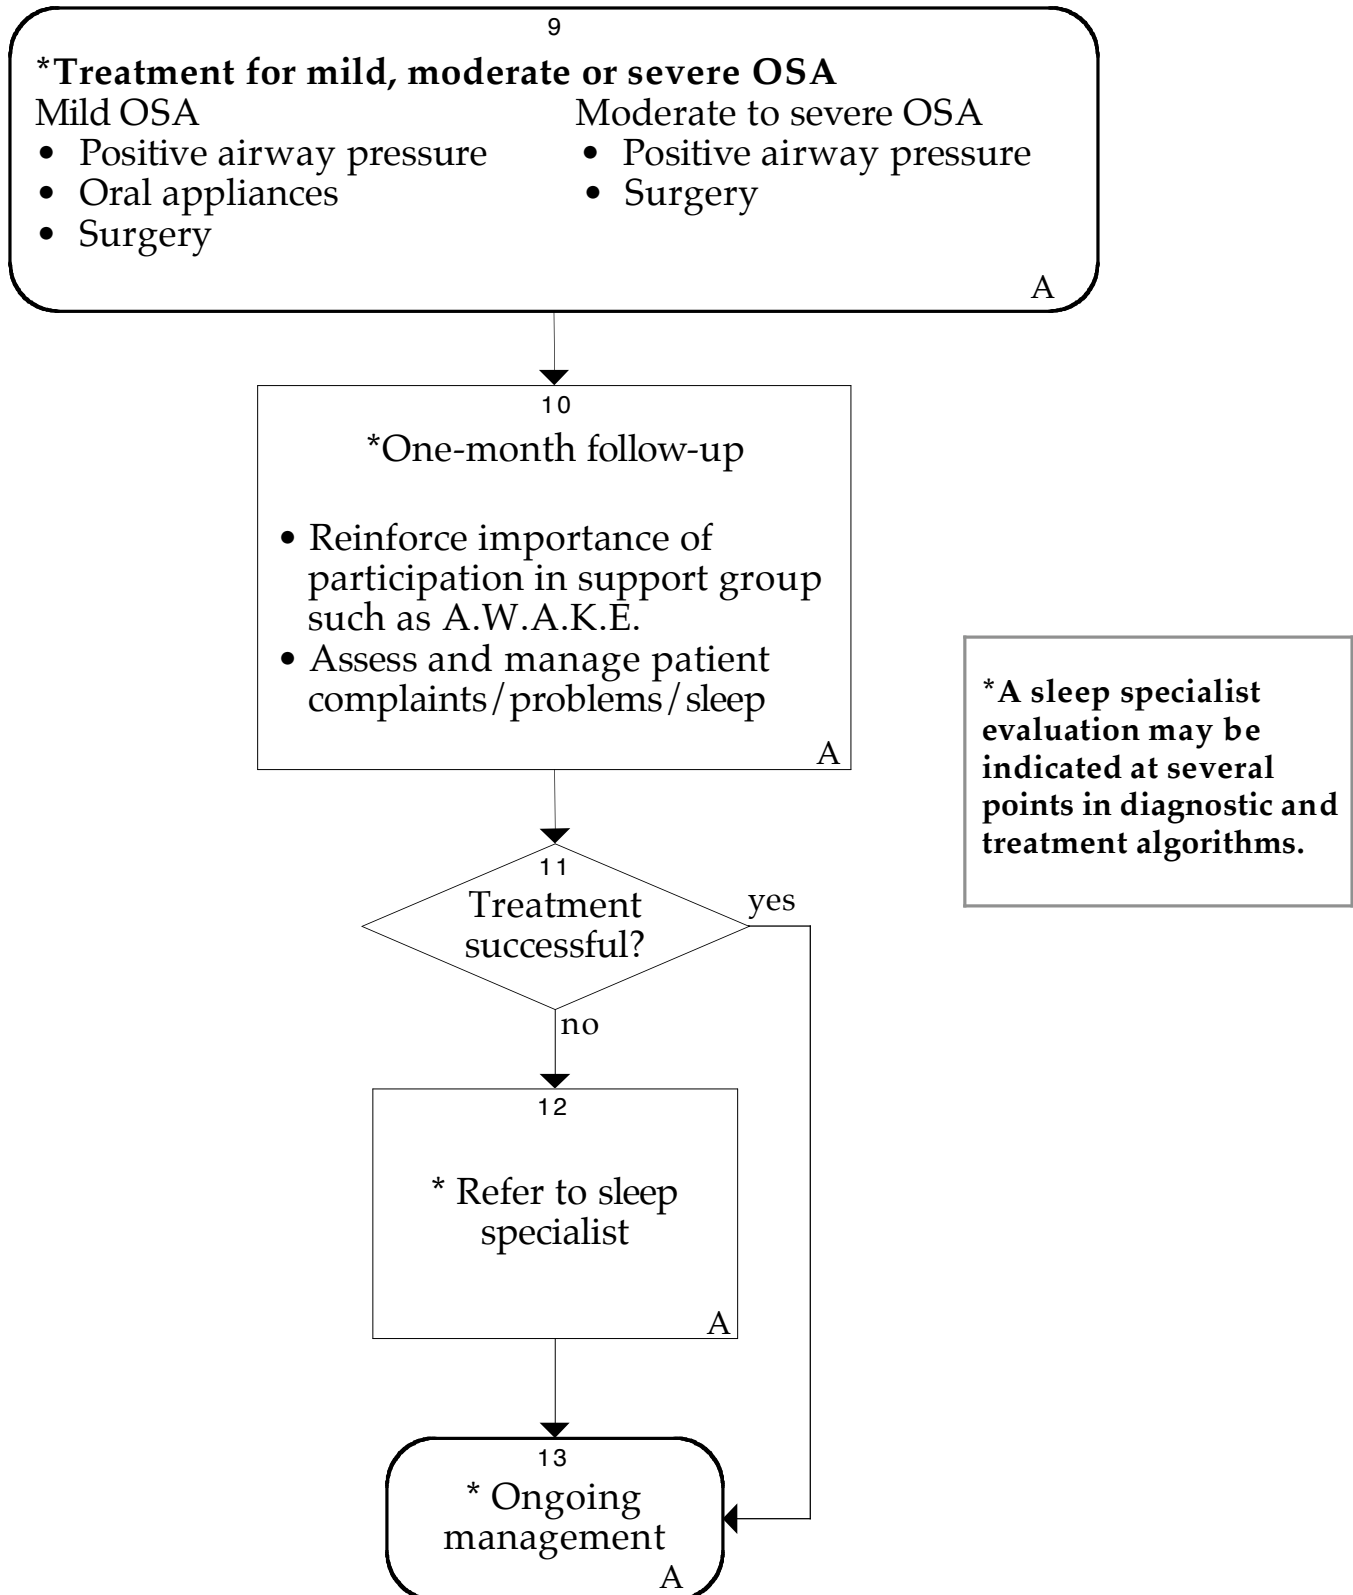 9
*Treatment for mild, moderate or severe OSA
Mild OSA
• Positive airway pressure
• Oral appliances
• Surgery
Moderate to severe OSA
• Positive airway pressure
• Surgery
A
10
*One-month follow-up
• Reinforce importance of
participation in support group
such as A.W.A.K.E.
• Assess and manage patient
complaints/problems/sleep
A
*A sleep specialist
evaluation may be
indicated at several
points in diagnostic and
treatment algorithms.
11
Treatment
successful?
yes
no
12
* Refer to sleep
specialist
A
13
* Ongoing
management
A